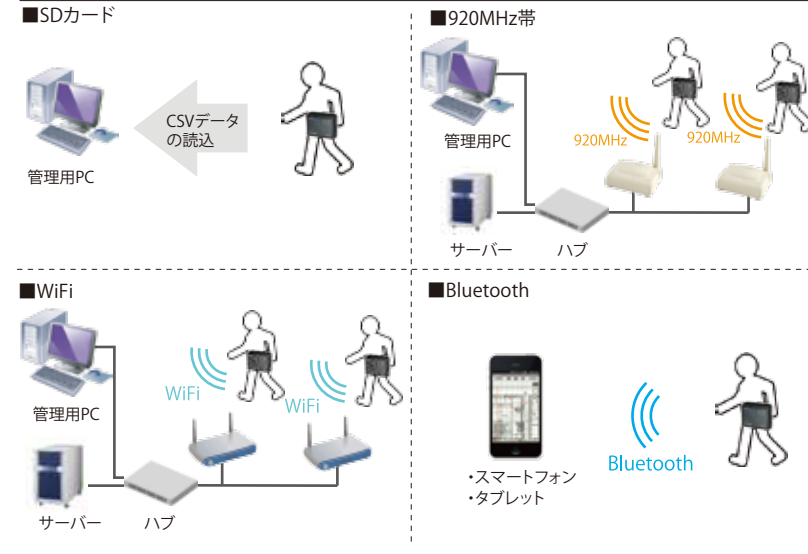 ■SDカード
CSVデータ
の読込
管理用PC
■920MHz帯
管理用PC
920MHz
920MHz
サーバー
ハブ
■WiFi
管理用PC
WiFi
WiFi
サーバー
ハブ
■Bluetooth
Bluetooth
・スマートフォン
・タブレット